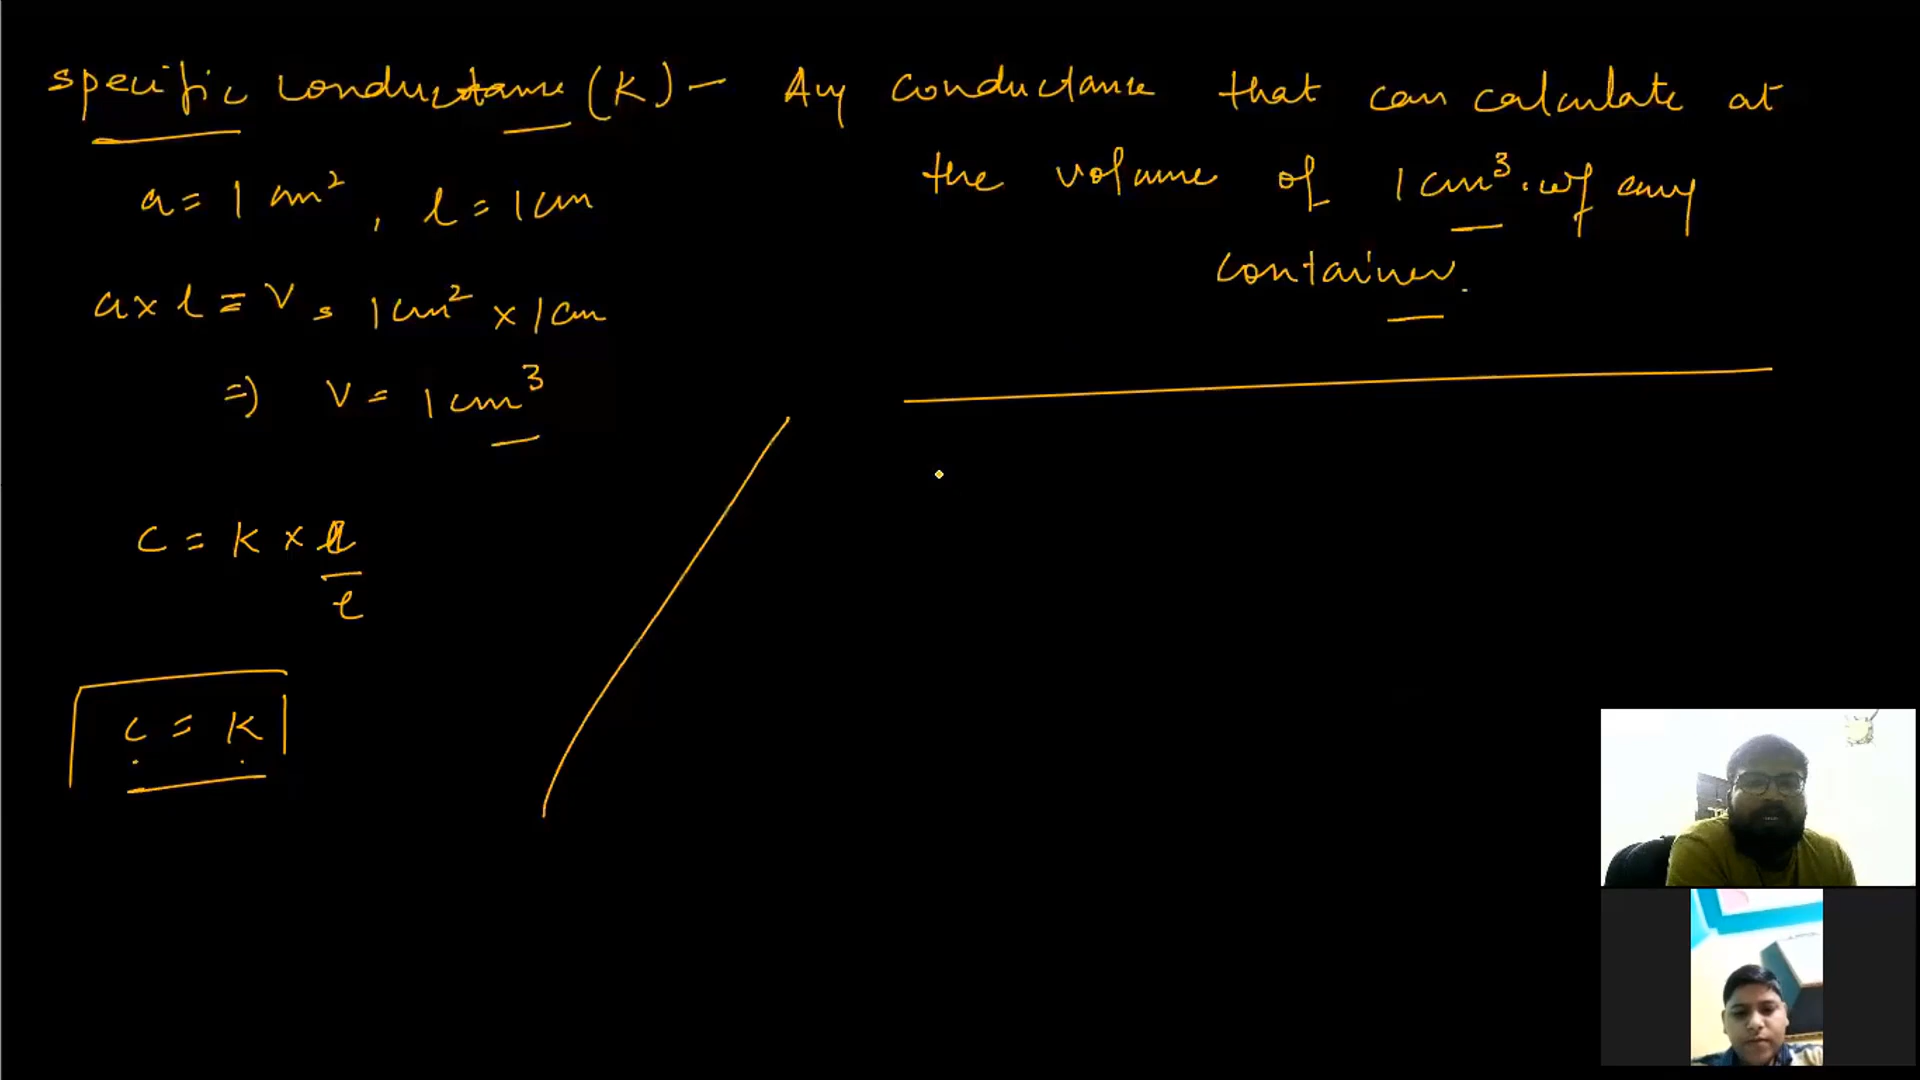 specific conductance (K) - Any conductance that can calculate at
the volume of 1 cm³. of any
container.
a = 1 cm² , l = 1 cm
a x l = V = 1 cm² x 1 cm
=) V = 1 cm³
C = K x a/l
C = K